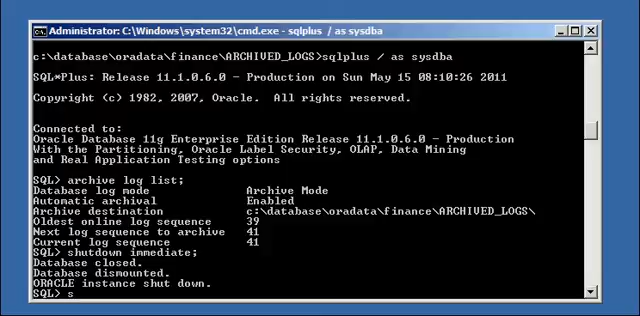 Administrator: C:\Windows\system32\cmd.exe - sqlplus / as sysdba
c:\database\oradata\finance\ARCHIVED_LOGS>sqlplus / as sysdba
SQL*Plus: Release 11.1.0.6.0 - Production on Sun May 15 08:10:26 2011
Copyright (c) 1982, 2007, Oracle. All rights reserved.
Connected to:
Oracle Database 11g Enterprise Edition Release 11.1.0.6.0 - Production
With the Partitioning, Oracle Label Security, OLAP, Data Mining
and Real Application Testing options
SQL> archive log list;
Database log mode Archive Mode
Automatic archival Enabled
Archive destination c:\database\oradata\finance\ARCHIVED_LOGS\
Oldest online log sequence 39
Next log sequence to archive 41
Current log sequence 41
SQL> shutdown immediate;
Database closed.
Database dismounted.
ORACLE instance shut down.
SQL> s